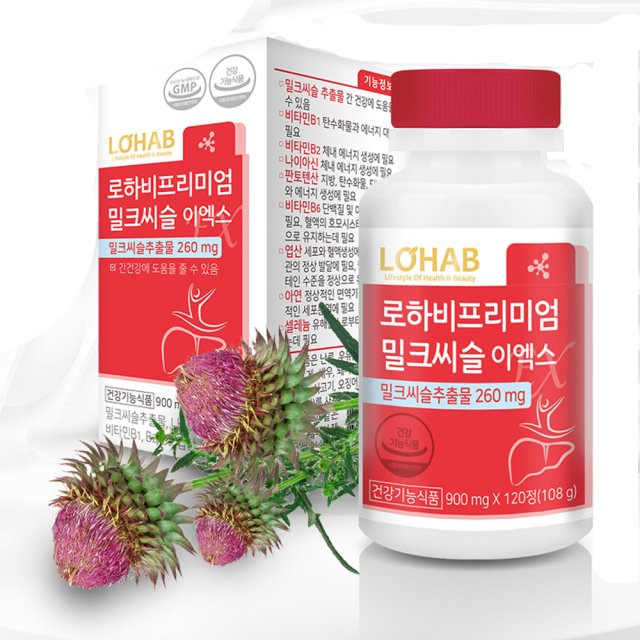 GMP
건강
기능식품
LOHAB
Lifestyle Of Health & Beauty
로하비프리미엄
밀크씨슬 이엑스
밀크씨슬추출물 260 mg
간건강에 도움을 줄 수 있음
건강기능식품 900 m
밀크씨슬추출물,
비타민B1,
기능정보
밀크씨슬 추출물 간 건강에 도움을
수 있음
비타민B1 탄수화물과 에너지 대
필요
비타민B2 체내 에너지 생성에 필요
나이아신 체내 에너지 생성에 필요
판토텐산 지방, 탄수화물,
와 에너지 생성에 필요
비타민B6 단백질 및
필요, 혈액의 호모시스
으로 유지하는데 필요
엽산 세포와 혈액생성에
관의 정상 발달에 필요,
테인 수준을 정상으로
아연 정상적인 면역기
적인 세포분열에 필요
셀레늄 유해산소로부터
는데 필요
LOHAB
Lifestyle Of Health & Beauty
로하비프리미엄
밀크씨슬 이엑스
EX
밀크씨슬추출물 260 mg
건강
기능식품
건강기능식품 900 mg X 120정(108 g)